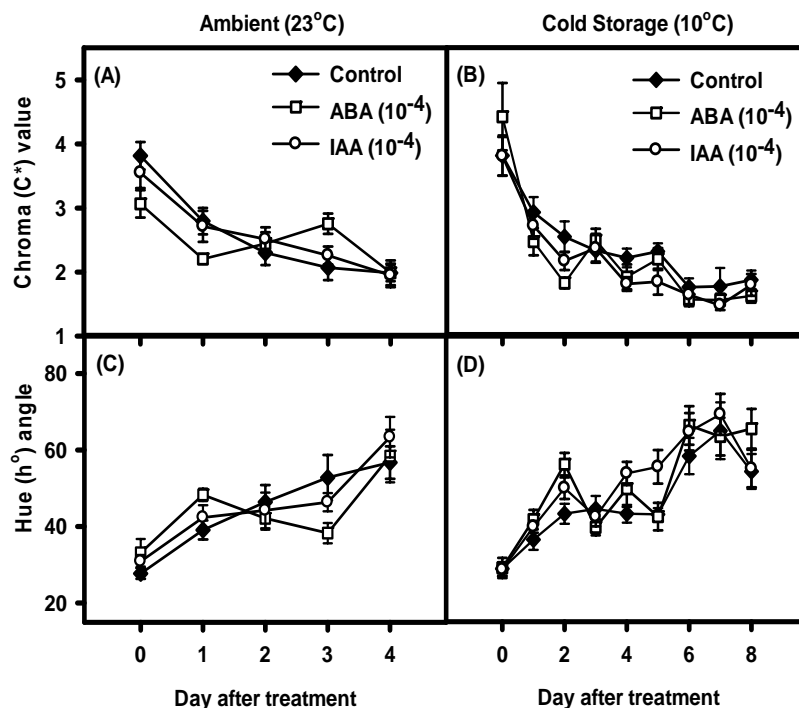 Ambient (23°C)
Cold Storage (10°C)
Chroma (C*) value
5
4
3
2
1
(A)
Control
ABA (10⁻⁴)
IAA (10⁻⁴)
(B)
Control
ABA (10⁻⁴)
IAA (10⁻⁴)
Hue (h°) angle
80
60
40
20
(C)
(D)
0 1 2 3 4
0 2 4 6 8
Day after treatment
Day after treatment